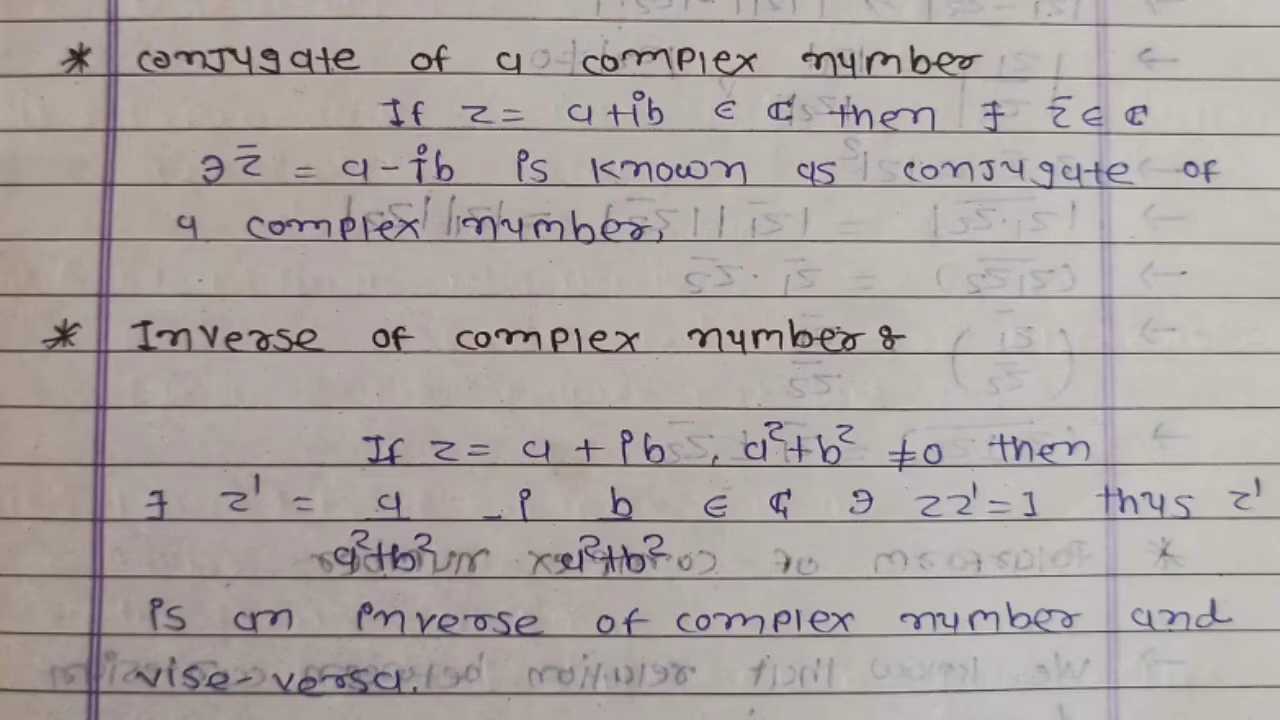 * Conjugate of a complex number
If z = a+ib ∈ ℂ then ∃ z̄ ∈ ℂ
∋ z̄ = a-ib is known as conjugate of
a complex number,
* Inverse of complex number :
If z = a + ib, a²+b² ≠0 then
∃ z' = a/a²+b² - i b/a²+b² ∈ ℂ ∋ zz'=1 thus z'
is an inverse of complex number and
vise-versa.